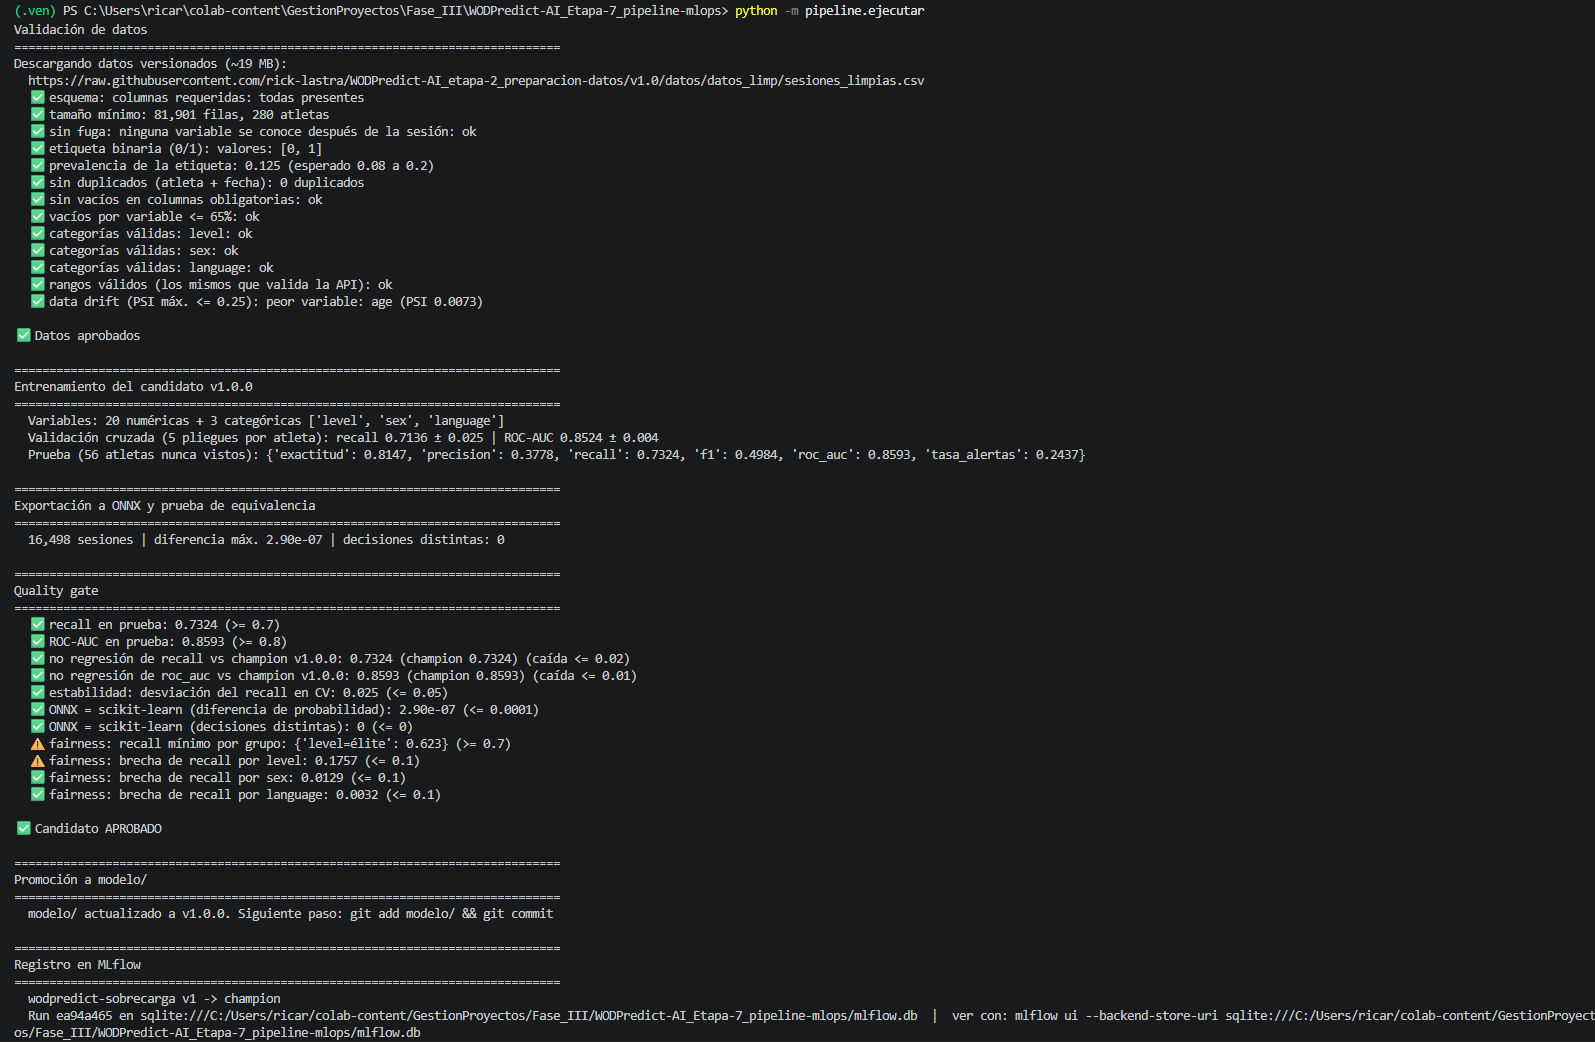 (.ven) PS C:\Users\ricar\colab-content\GestionProyectos\Fase_III\WODPredict-AI_Etapa-7_pipeline-mlops> python -m pipeline.ejecutar
Validación de datos
==============================================================================
Descargando datos versionados (~19 MB):
  https://raw.githubusercontent.com/rick-lastra/WODPredict-AI_etapa-2_preparacion-datos/v1.0/datos/datos_limp/sesiones_limpias.csv
  ✅ esquema: columnas requeridas: todas presentes
  ✅ tamaño mínimo: 81,901 filas, 280 atletas
  ✅ sin fuga: ninguna variable se conoce después de la sesión: ok
  ✅ etiqueta binaria (0/1): valores: [0, 1]
  ✅ prevalencia de la etiqueta: 0.125 (esperado 0.08 a 0.2)
  ✅ sin duplicados (atleta + fecha): 0 duplicados
  ✅ sin vacíos en columnas obligatorias: ok
  ✅ vacíos por variable <= 65%: ok
  ✅ categorías válidas: level: ok
  ✅ categorías válidas: sex: ok
  ✅ categorías válidas: language: ok
  ✅ rangos válidos (los mismos que valida la API): ok
  ✅ data drift (PSI máx. <= 0.25): peor variable: age (PSI 0.0073)
✅ Datos aprobados
==============================================================================
Entrenamiento del candidato v1.0.0
==============================================================================
  Variables: 20 numéricas + 3 categóricas ['level', 'sex', 'language']
  Validación cruzada (5 pliegues por atleta): recall 0.7136 ± 0.025 | ROC-AUC 0.8524 ± 0.004
  Prueba (56 atletas nunca vistos): {'exactitud': 0.8147, 'precision': 0.3778, 'recall': 0.7324, 'f1': 0.4984, 'roc_auc': 0.8593, 'tasa_alertas': 0.2437}
==============================================================================
Exportación a ONNX y prueba de equivalencia
==============================================================================
  16,498 sesiones | diferencia máx. 2.90e-07 | decisiones distintas: 0
==============================================================================
Quality gate
==============================================================================
  ✅ recall en prueba: 0.7324 (>= 0.7)
  ✅ ROC-AUC en prueba: 0.8593 (>= 0.8)
  ✅ no regresión de recall vs champion v1.0.0: 0.7324 (champion 0.7324) (caída <= 0.02)
  ✅ no regresión de roc_auc vs champion v1.0.0: 0.8593 (champion 0.8593) (caída <= 0.01)
  ✅ estabilidad: desviación del recall en CV: 0.025 (<= 0.05)
  ✅ ONNX = scikit-learn (diferencia de probabilidad): 2.90e-07 (<= 0.0001)
  ✅ ONNX = scikit-learn (decisiones distintas): 0 (<= 0)
  ⚠️ fairness: recall mínimo por grupo: {'level=élite': 0.623} (>= 0.7)
  ⚠️ fairness: brecha de recall por level: 0.1757 (<= 0.1)
  ✅ fairness: brecha de recall por sex: 0.0129 (<= 0.1)
  ✅ fairness: brecha de recall por language: 0.0032 (<= 0.1)
✅ Candidato APROBADO
==============================================================================
Promoción a modelo/
==============================================================================
  modelo/ actualizado a v1.0.0. Siguiente paso: git add modelo/ && git commit
==============================================================================
Registro en MLflow
==============================================================================
  wodpredict-sobrecarga v1 -> champion
  Run ea94a465 en sqlite:///C:/Users/ricar/colab-content/GestionProyectos/Fase_III/WODPredict-AI_Etapa-7_pipeline-mlops/mlflow.db  |  ver con: mlflow ui --backend-store-uri sqlite:///C:/Users/ricar/colab-content/GestionProyect
os/Fase_III/WODPredict-AI_Etapa-7_pipeline-mlops/mlflow.db